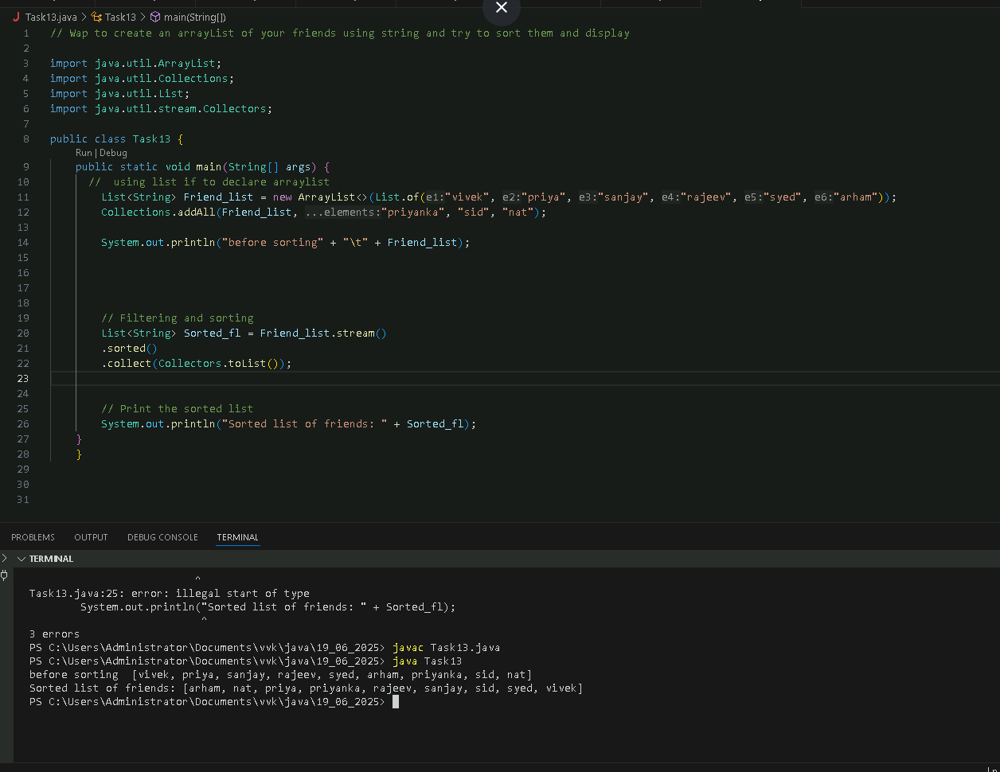 Task13.java > Task13 > main(String[])
1 // Wap to create an arrayList of your friends using string and try to sort them and display
2
3 import java.util.ArrayList;
4 import java.util.Collections;
5 import java.util.List;
6 import java.util.stream.Collectors;
7
8 public class Task13 {
Run | Debug
9 public static void main(String[] args) {
10 // using list if to declare arraylist
11 List<String> Friend_list = new ArrayList<>(List.of(e1:"vivek", e2:"priya", e3:"sanjay", e4:"rajeev", e5:"syed", e6:"arham"));
12 Collections.addAll(Friend_list, ...elements:"priyanka", "sid", "nat");
13
14 System.out.println("before sorting" + "\t" + Friend_list);
15
16
17
18
19 // Filtering and sorting
20 List<String> Sorted_fl = Friend_list.stream()
21 .sorted()
22 .collect(Collectors.toList());
23
24
25 // Print the sorted list
26 System.out.println("Sorted list of friends: " + Sorted_fl);
27 }
28 }
29
30
31
PROBLEMS OUTPUT DEBUG CONSOLE TERMINAL
TERMINAL
^
Task13.java:25: error: illegal start of type
System.out.println("Sorted list of friends: " + Sorted_fl);
^
3 errors
PS C:\Users\Administrator\Documents\vvk\java\19_06_2025> javac Task13.java
PS C:\Users\Administrator\Documents\vvk\java\19_06_2025> java Task13
before sorting [vivek, priya, sanjay, rajeev, syed, arham, priyanka, sid, nat]
Sorted list of friends: [arham, nat, priya, priyanka, rajeev, sanjay, sid, syed, vivek]
PS C:\Users\Administrator\Documents\vvk\java\19_06_2025>